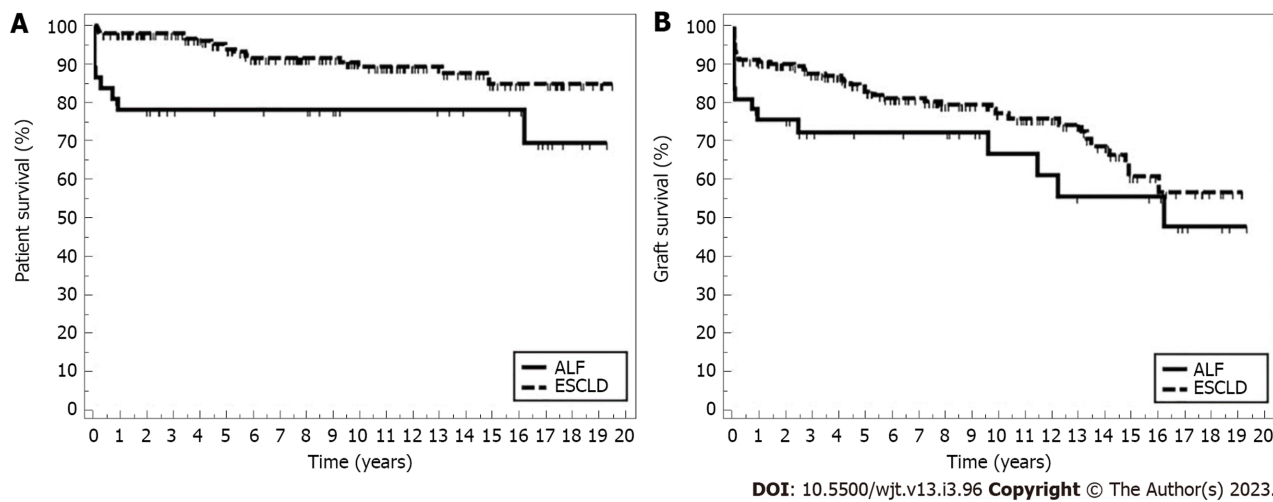 A
100
90
80
70
60
50
40
30
20
10
0
Patient survival (%)
ALF
ESCLD
0 1 2 3 4 5 6 7 8 9 10 11 12 13 14 15 16 17 18 19 20
Time (years)
B
100
90
80
70
60
50
40
30
20
10
0
Graft survival (%)
ALF
ESCLD
0 1 2 3 4 5 6 7 8 9 10 11 12 13 14 15 16 17 18 19 20
Time (years)
DOI: 10.5500/wjt.v13.i3.96 Copyright © The Author(s) 2023.